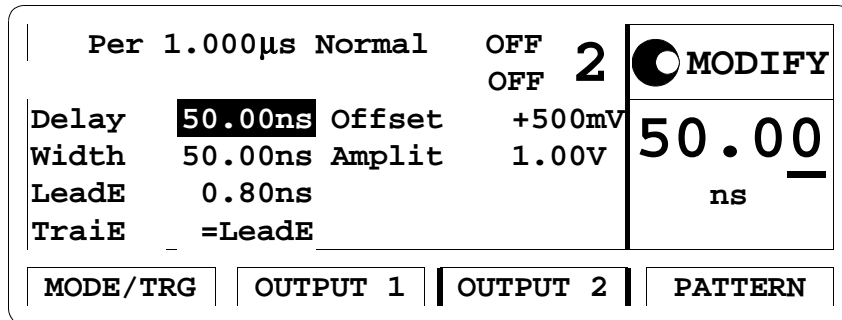 Per 1.000µs Normal OFF 2 MODIFY
OFF
Delay 50.00ns Offset +500mV 50.00
Width 50.00ns Amplit 1.00V
LeadE 0.80ns ns
TraiE =LeadE
MODE/TRG OUTPUT 1 OUTPUT 2 PATTERN